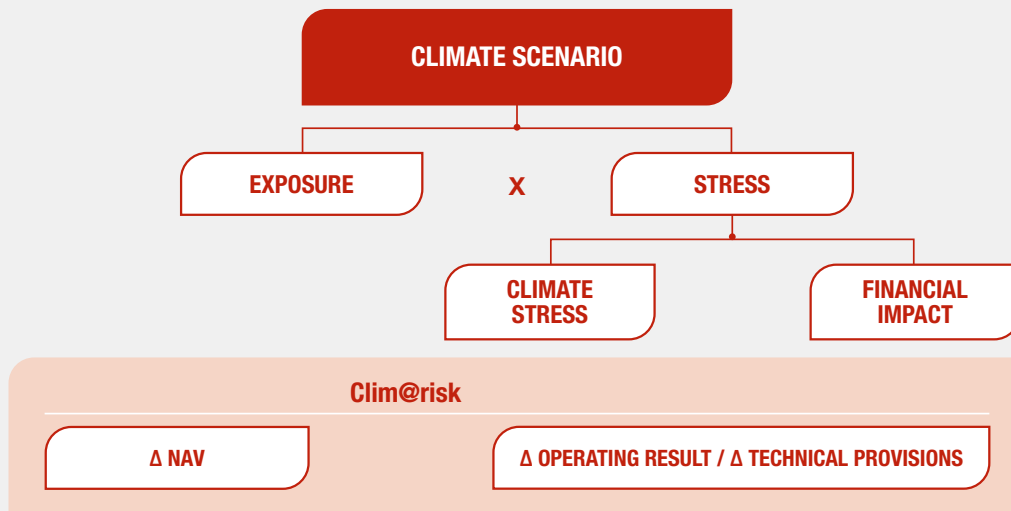 CLIMATE SCENARIO
EXPOSURE
X
STRESS
CLIMATE
STRESS
FINANCIAL
IMPACT
Clim@risk
Δ NAV
Δ OPERATING RESULT / Δ TECHNICAL PROVISIONS